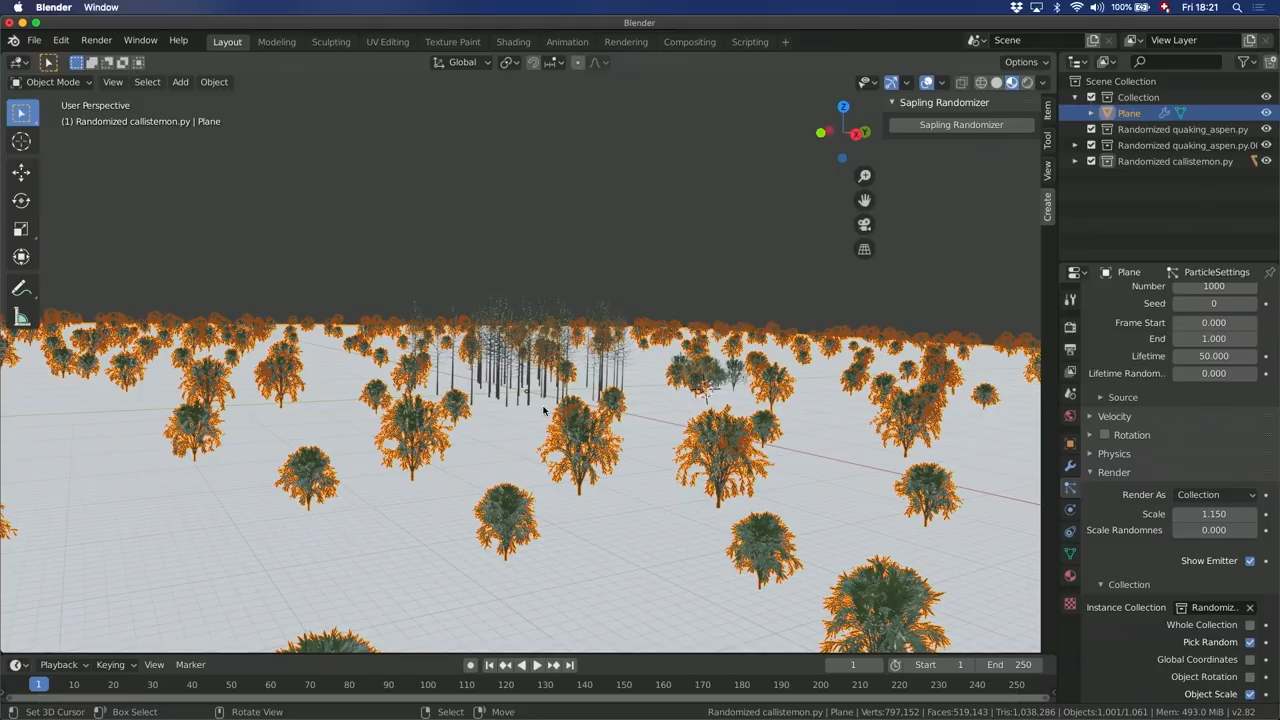 Blender Window 100% Fri 18:21
Blender
File Edit Render Window Help Layout Modeling Sculpting UV Editing Texture Paint Shading Animation Rendering Compositing Scripting + Scene View Layer
Global Options
Object Mode View Select Add Object
User Perspective
(1) Randomized callistemon.py | Plane
Z
Y
X
Sapling Randomizer
Sapling Randomizer
Item
Tool
View
Create
Scene Collection
Collection
Plane
Randomized quaking_aspen.py
Randomized quaking_aspen.py.00
Randomized callistemon.py
Plane ParticleSettings
Number 1000
Seed 0
Frame Start 0.000
End 1.000
Lifetime 50.000
Lifetime Random.. 0.000
Source
Velocity
Rotation
Physics
Render
Render As Collection
Scale 1.150
Scale Randomnes 0.000
Show Emitter
Collection
Instance Collection Randomiz..
Whole Collection
Pick Random
Global Coordinates
Object Rotation
Object Scale
Playback Keying View Marker 1 Start 1 End 250
1 10 20 30 40 50 60 70 80 90 100 110 120 130 140 150 160 170 180 190 200 210 220 230 240 250
Set 3D Cursor Box Select Rotate View Select Move Randomized callistemon.py | Plane | Verts:797,152 | Faces:519,143 | Tris:1,038,286 | Objects:1,001/1,061 | Mem: 493.0 MiB | v2.82